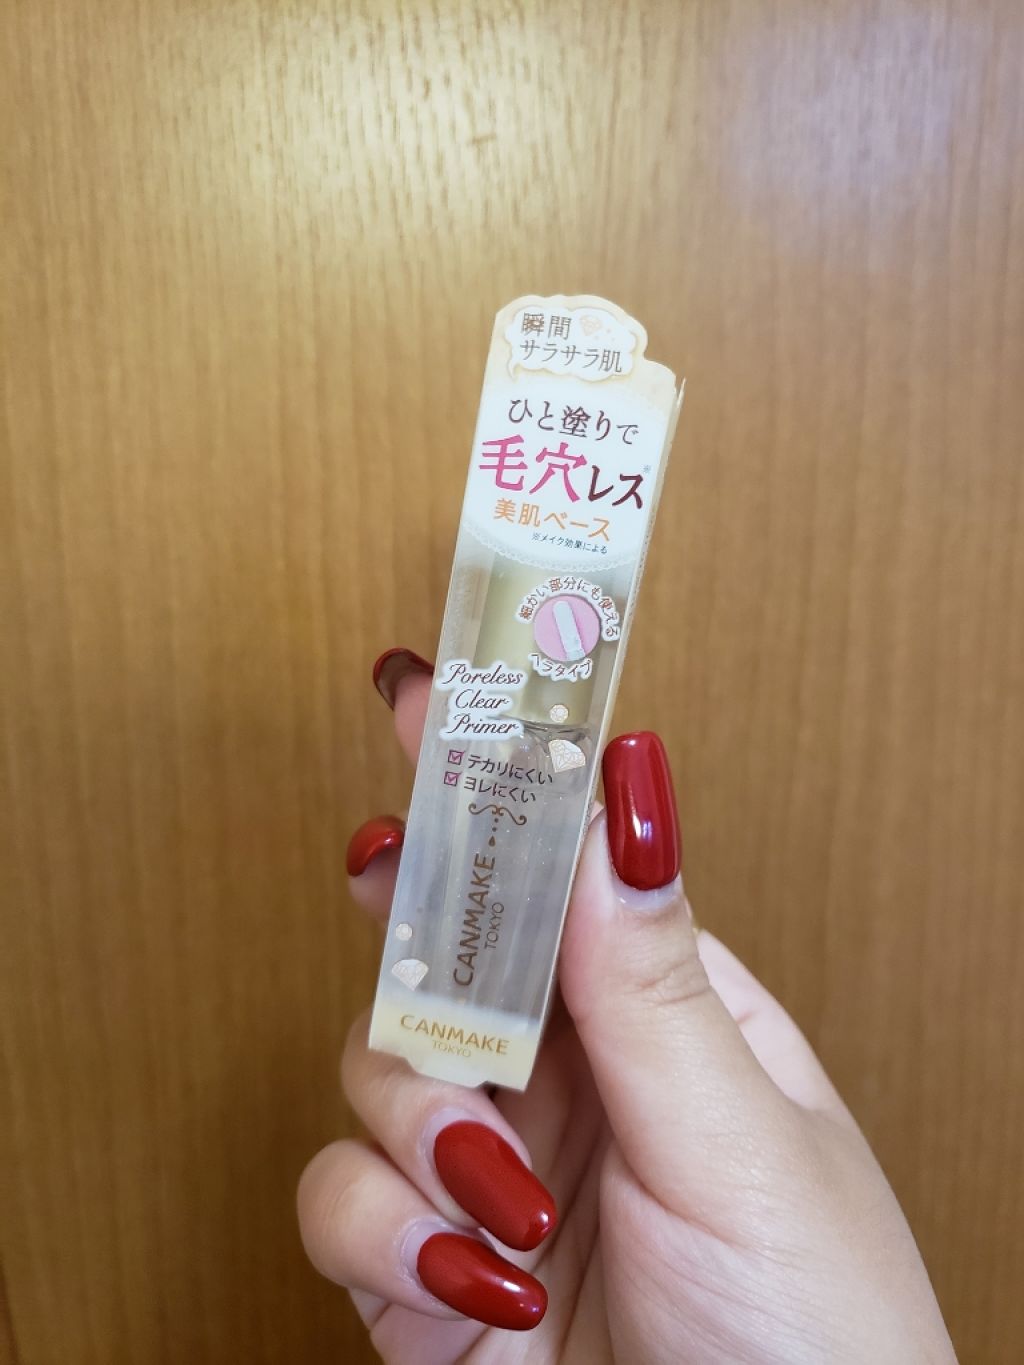 瞬間
サラサラ肌
ひと塗りで
毛穴レス※
美肌ベース
※メイク効果による
細かい部分にも使える
ヘラタイプ
Poreless
Clear
Primer
テカリにくい
ヨレにくい
CANMAKE
TOKYO
CANMAKE
TOKYO